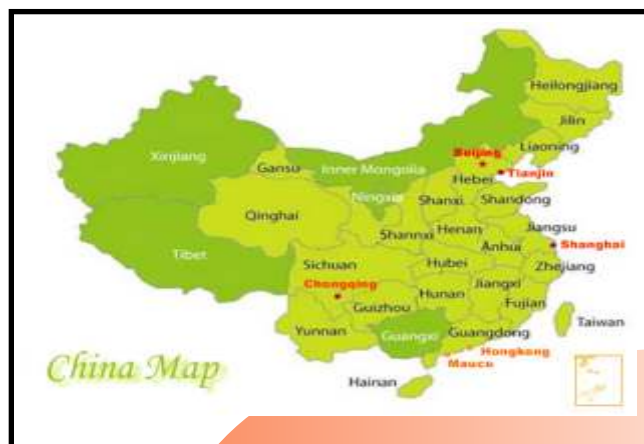 Heilongjiang
Jilin
Liaoning
Beijing
Tianjin
Xinjiang
Gansu
Inner Mongolia
Hebei
Ningxia
Shanxi
Shandong
Qinghai
Shannxi
Henan
Jiangsu
Anhui
Shanghai
Tibet
Sichuan
Hubei
Zhejiang
Chongqing
Hunan
Jiangxi
Guizhou
Fujian
Yunnan
Guangxi
Guangdong
Taiwan
Hongkong
Maucu
Hainan
China Map